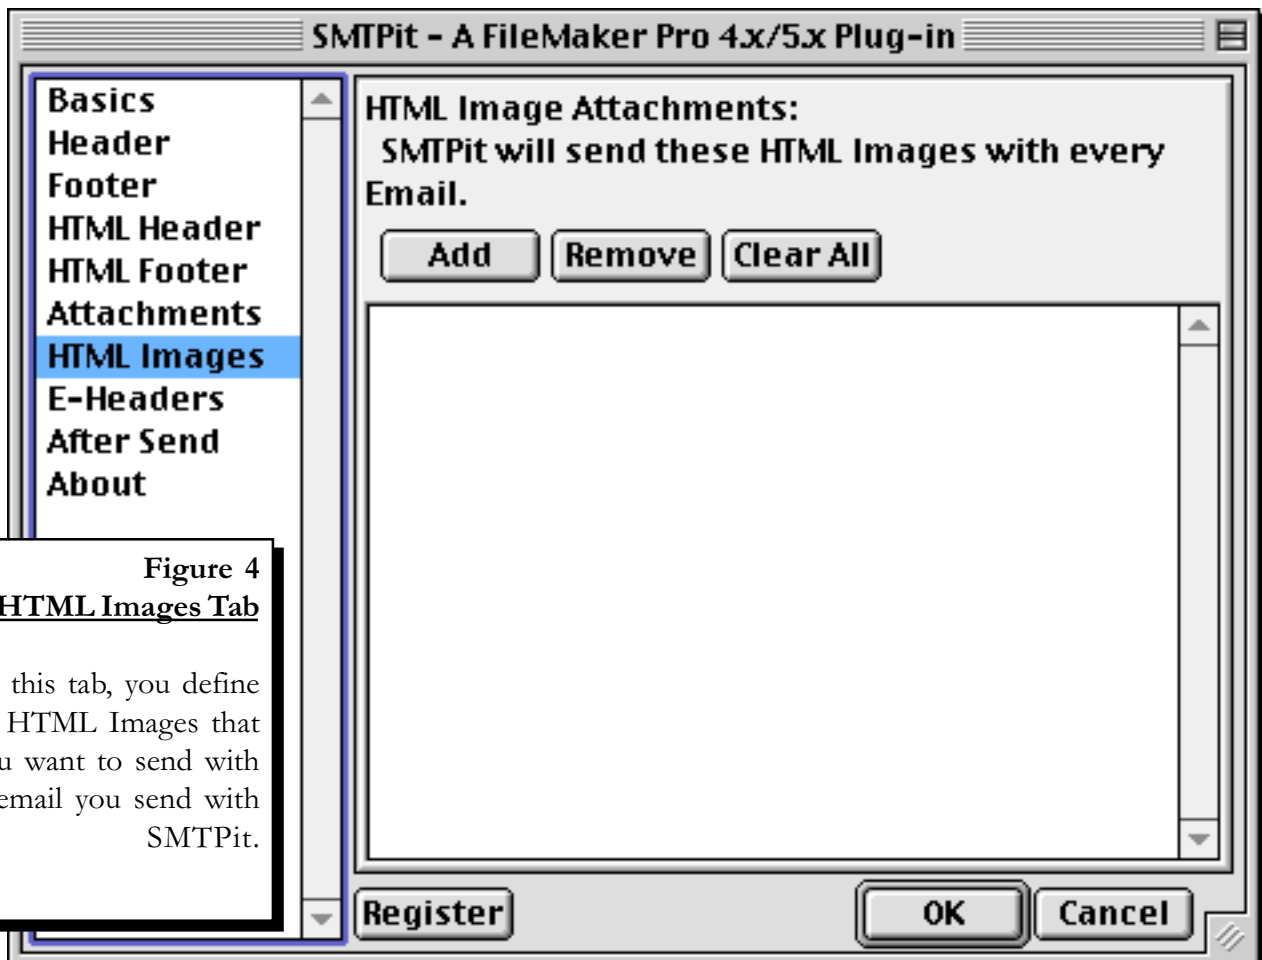 SMTPit - A FileMaker Pro 4.x/5.x Plug-in
Basics
Header
Footer
HTML Header
HTML Footer
Attachments
HTML Images
E-Headers
After Send
About
HTML Image Attachments:
SMTPit will send these HTML Images with every
Email.
Add Remove Clear All
Figure 4
HTML Images Tab
this tab, you define
HTML Images that
want to send with
email you send with
SMTPit.
Register OK Cancel